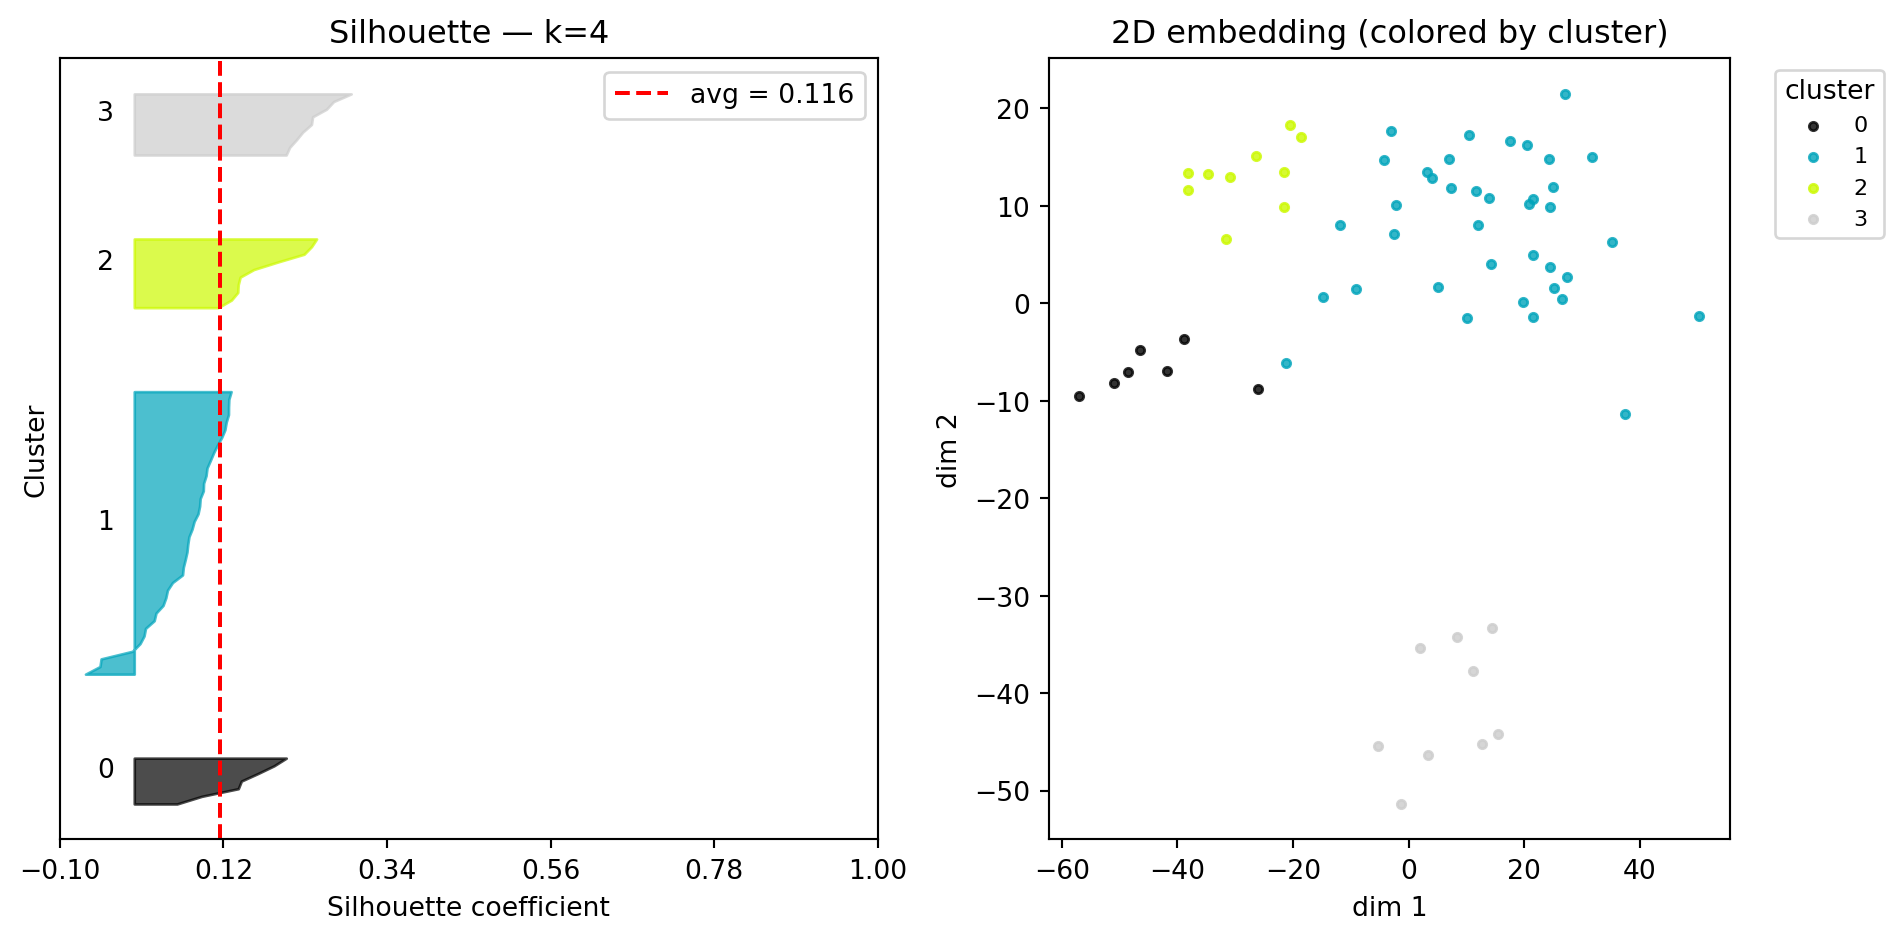 Silhouette — k=4
3
2
1
0
Cluster
avg = 0.116
−0.10 0.12 0.34 0.56 0.78 1.00
Silhouette coefficient
2D embedding (colored by cluster)
20
10
0
−10
−20
−30
−40
−50
dim 2
−60 −40 −20 0 20 40
dim 1
cluster
0
1
2
3